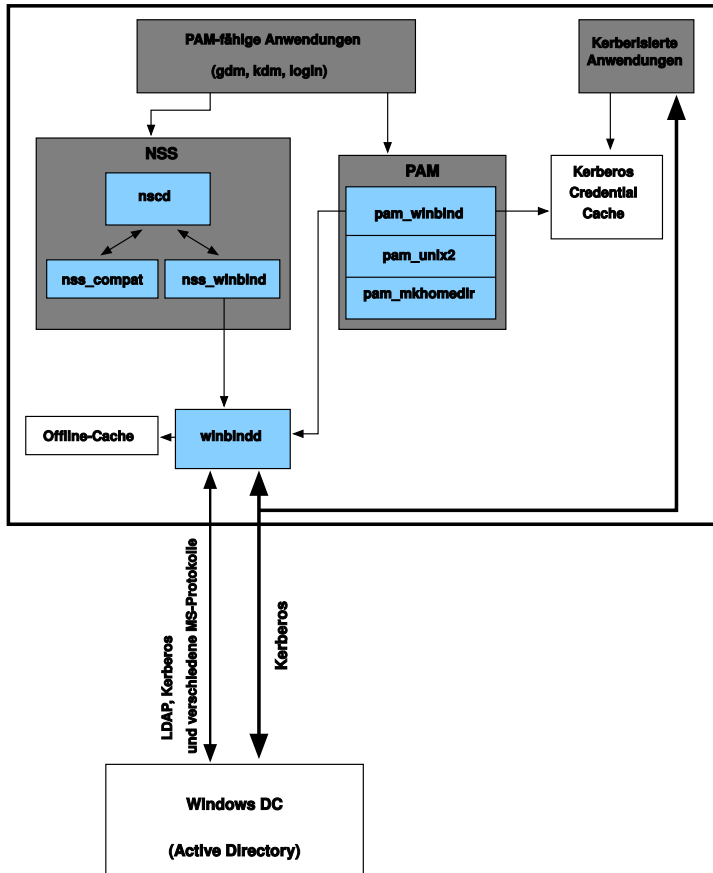 PAM-fähige Anwendungen
(gdm, kdm, login)
Kerberisierte
Anwendungen
NSS
nscd
nss_compat
nss_winbind
PAM
pam_winbind
pam_unix2
pam_mkhomedir
Kerberos
Credential
Cache
Offline-Cache
winbindd
LDAP, Kerberos
und verschiedene MS-Protokolle
Kerberos
Windows DC
(Active Directory)